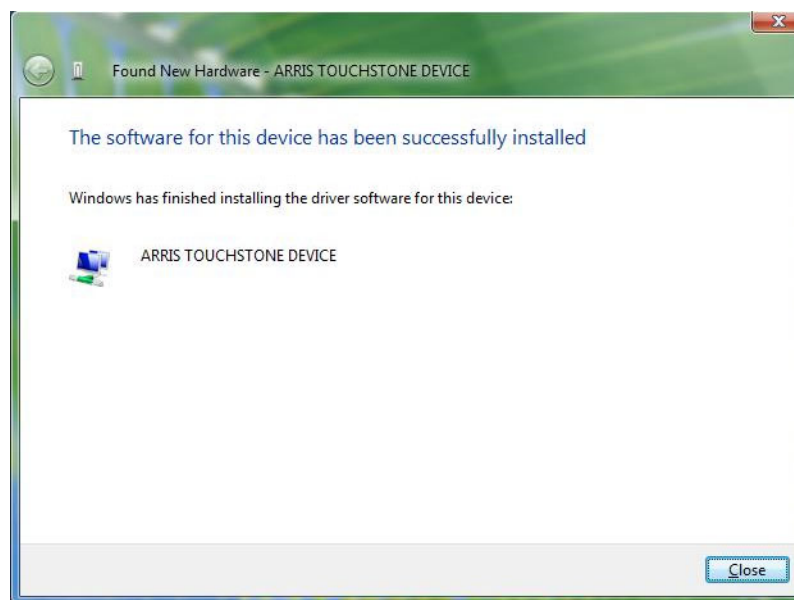 Found New Hardware - ARRIS TOUCHSTONE DEVICE
The software for this device has been successfully installed
Windows has finished installing the driver software for this device:
ARRIS TOUCHSTONE DEVICE
Close